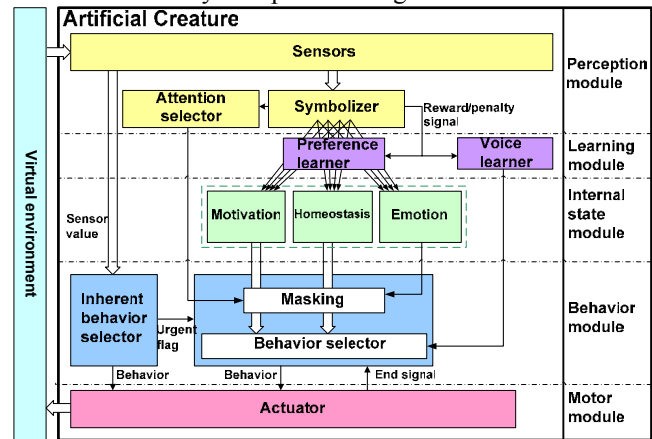 Artificial Creature
Sensors
Perception
module
Attention
selector
Symbolizer
Reward/penalty
signal
Preference
learner
Voice
learner
Learning
module
Virtual environment
Sensor
value
Motivation
Homeostasis
Emotion
Internal
state
module
Inherent
behavior
selector
Urgent
flag
Masking
Behavior selector
Behavior
module
Behavior
Behavior
End signal
Actuator
Motor
module